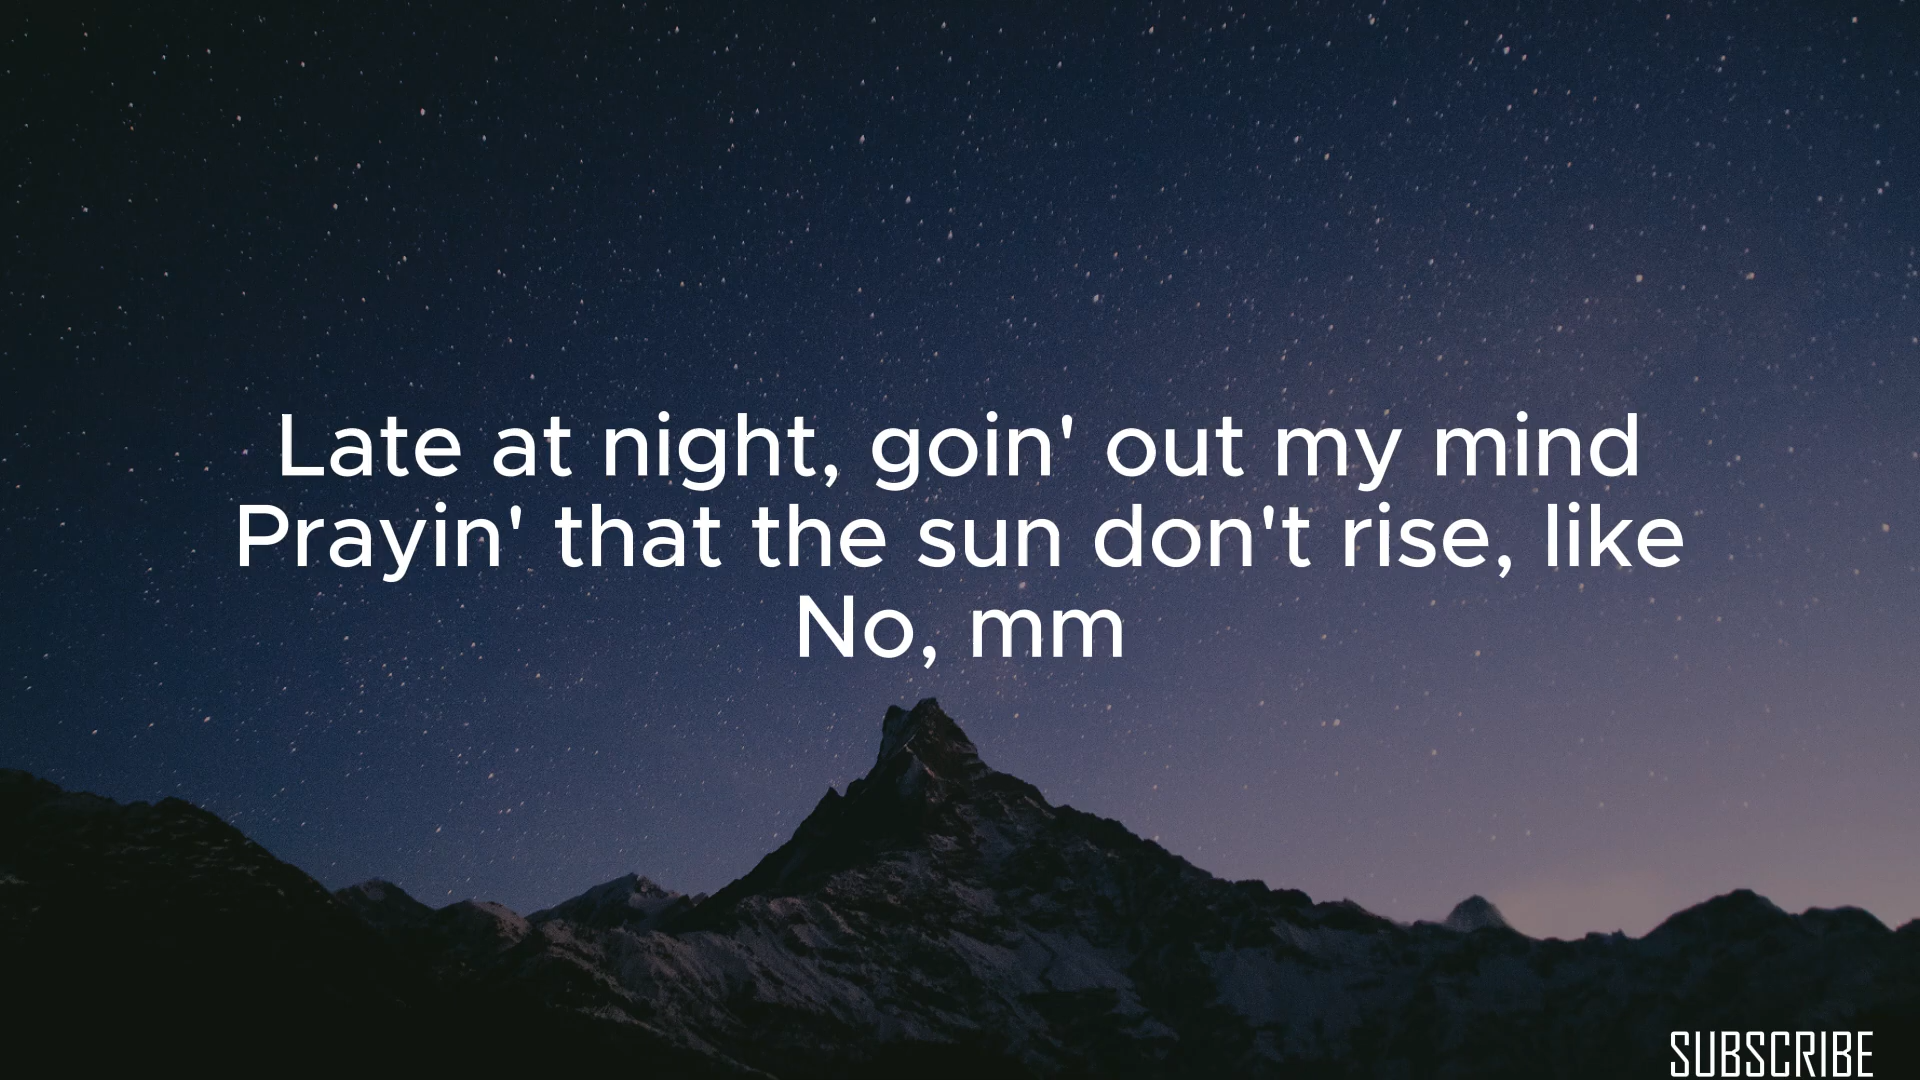 Late at night, goin' out my mind
Prayin' that the sun don't rise, like
No, mm
SUBSCRIBE